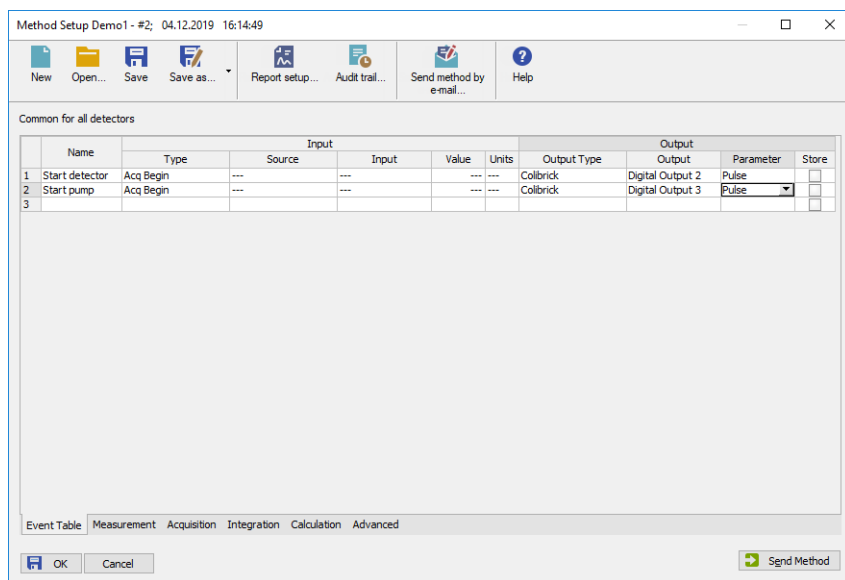 Method Setup Demo1 - #2; 04.12.2019 16:14:49
New Open... Save Save as... Report setup... Audit trail... Send method by e-mail... Help
Common for all detectors
Name Input Output
Type Source Input Value Units Output Type Output Parameter Store
1 Start detector Acq Begin --- --- --- --- Colibrick Digital Output 2 Pulse
2 Start pump Acq Begin --- --- --- --- Colibrick Digital Output 3 Pulse
3
Event Table Measurement Acquisition Integration Calculation Advanced
OK Cancel Send Method